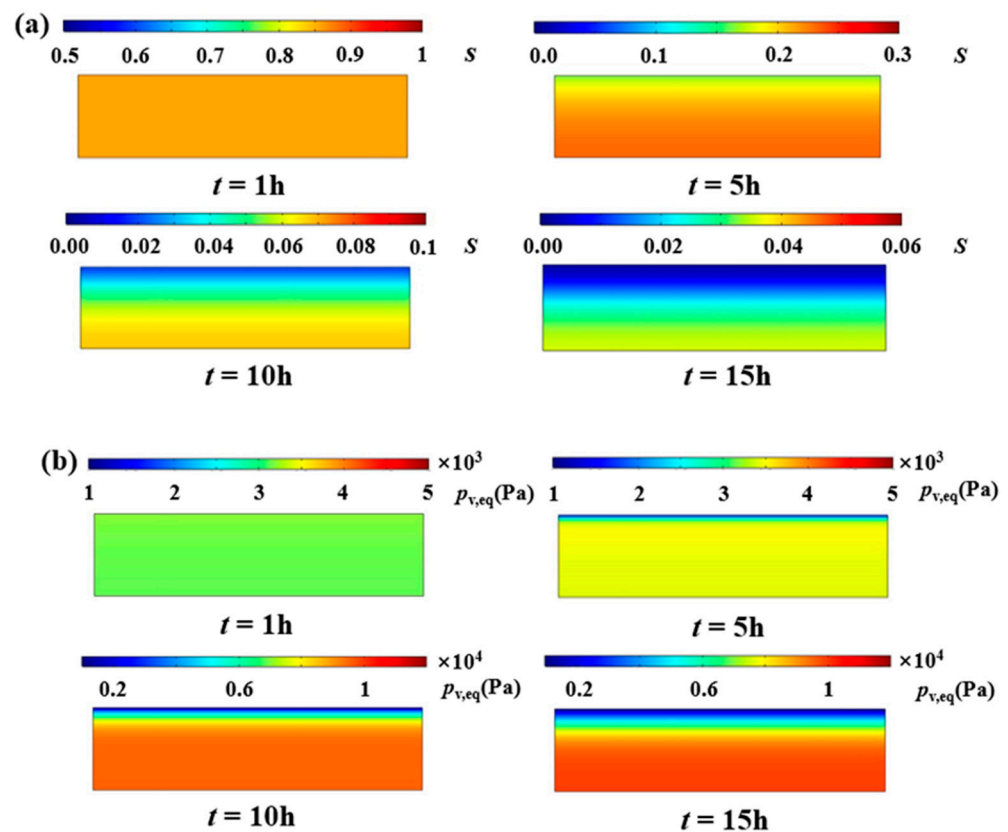 (a)
0.5 0.6 0.7 0.8 0.9 1 S
t = 1h
0.0 0.1 0.2 0.3 S
t = 5h
0.00 0.02 0.04 0.06 0.08 0.1 S
t = 10h
0.00 0.02 0.04 0.06 S
t = 15h
(b)
×10³
1 2 3 4 5 pv,eq(Pa)
t = 1h
×10³
1 2 3 4 5 pv,eq(Pa)
t = 5h
×10⁴
0.2 0.6 1 pv,eq(Pa)
t = 10h
×10⁴
0.2 0.6 1 pv,eq(Pa)
t = 15h